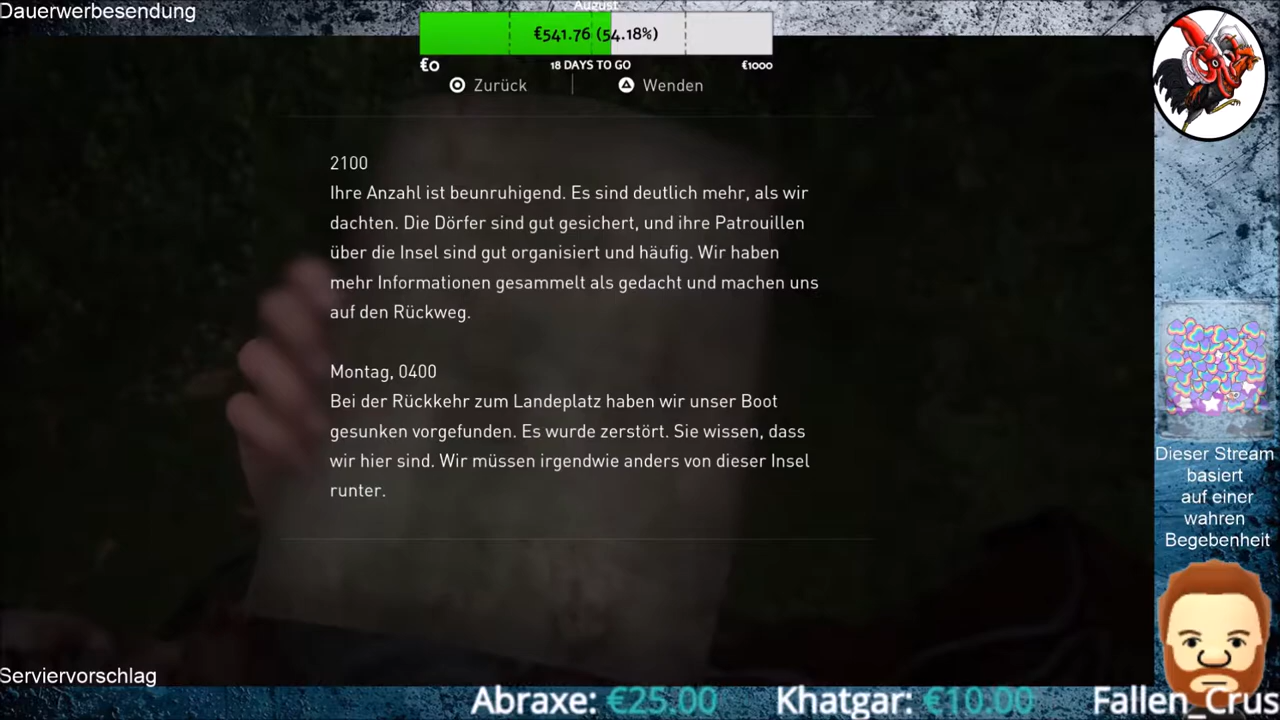 Dauerwerbesendung
August
€541.76 (54.18%)
€0
18 DAYS TO GO
€1000
Zurück
Wenden
2100
Ihre Anzahl ist beunruhigend. Es sind deutlich mehr, als wir
dachten. Die Dörfer sind gut gesichert, und ihre Patrouillen
über die Insel sind gut organisiert und häufig. Wir haben
mehr Informationen gesammelt als gedacht und machen uns
auf den Rückweg.
Montag, 0400
Bei der Rückkehr zum Landeplatz haben wir unser Boot
gesunken vorgefunden. Es wurde zerstört. Sie wissen, dass
wir hier sind. Wir müssen irgendwie anders von dieser Insel
runter.
Dieser Stream
basiert
auf einer
wahren
Begebenheit
Serviervorschlag
Abraxe: €25.00 Khatgar: €10.00 Fallen_Crus